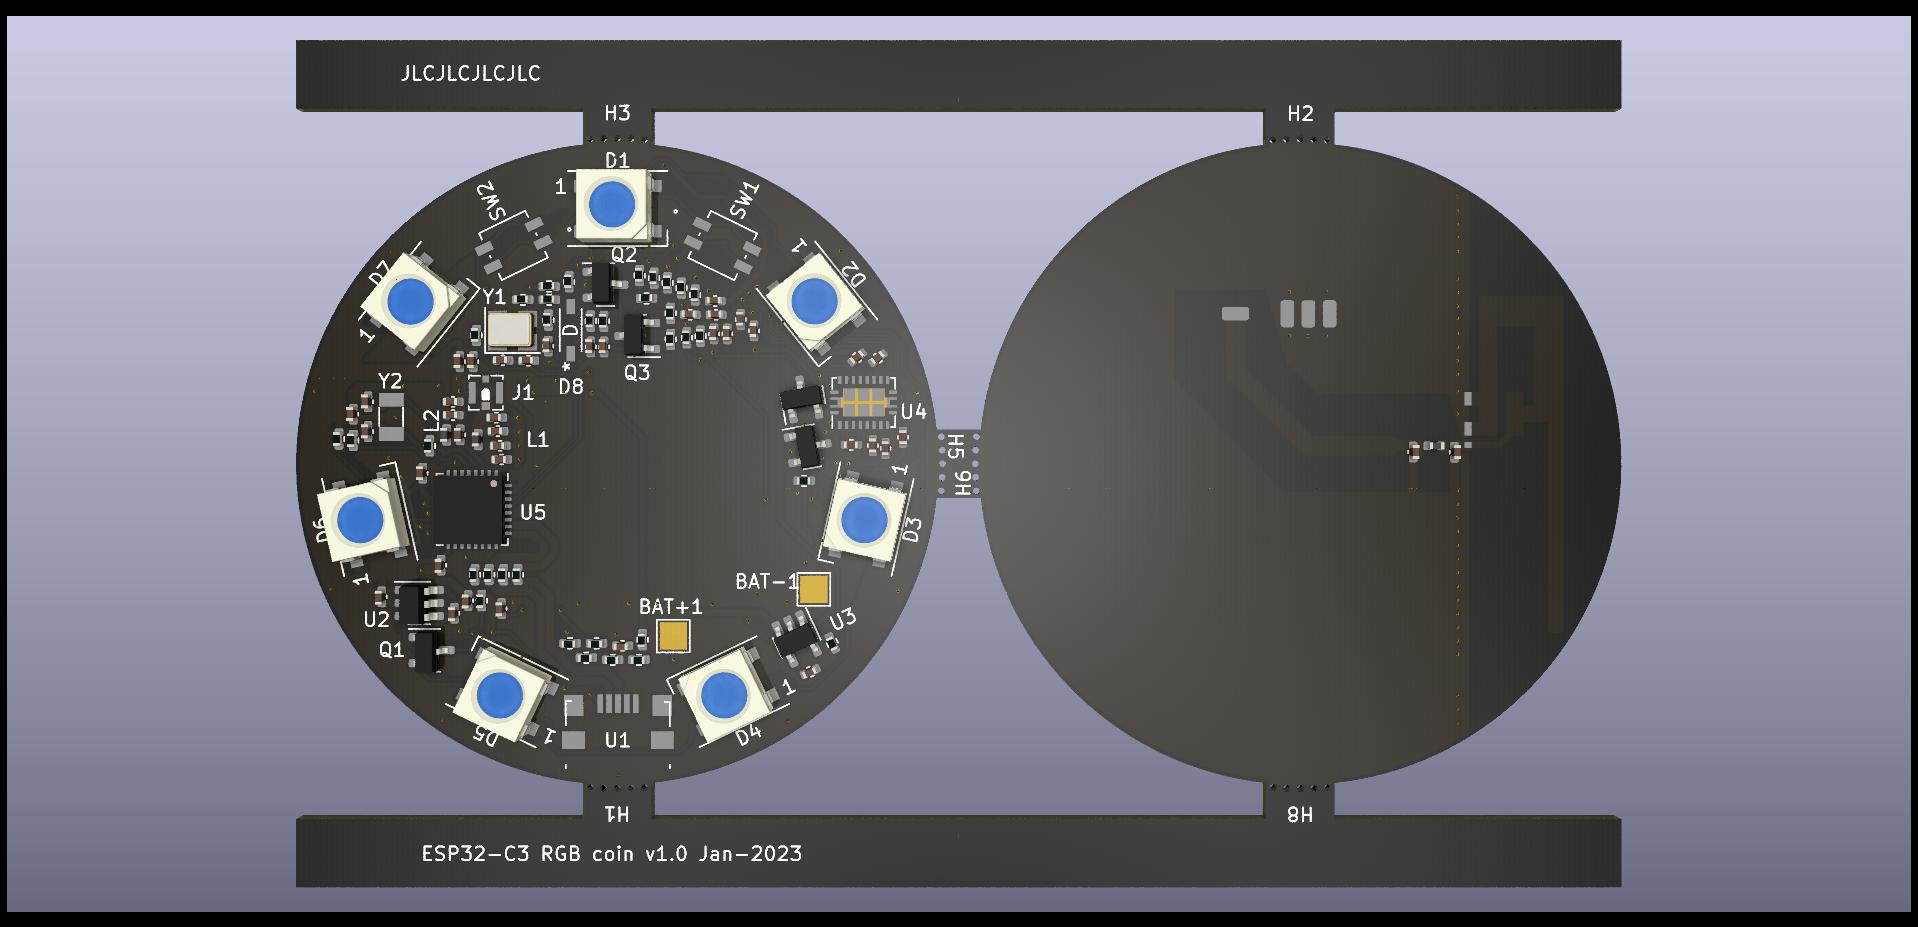 JLCJLCJLCJLC
H3
H2
D1
1
SW2
SW1
Q2
D7
1
D2
1
Y1
D
Q3
*
D8
Y2
J1
L2
L1
U4
H5
H6
1
D3
D6
1
U5
BAT-1
BAT+1
U2
U3
Q1
1
D5
1
U1
D4
H1
H8
ESP32-C3 RGB coin v1.0 Jan-2023